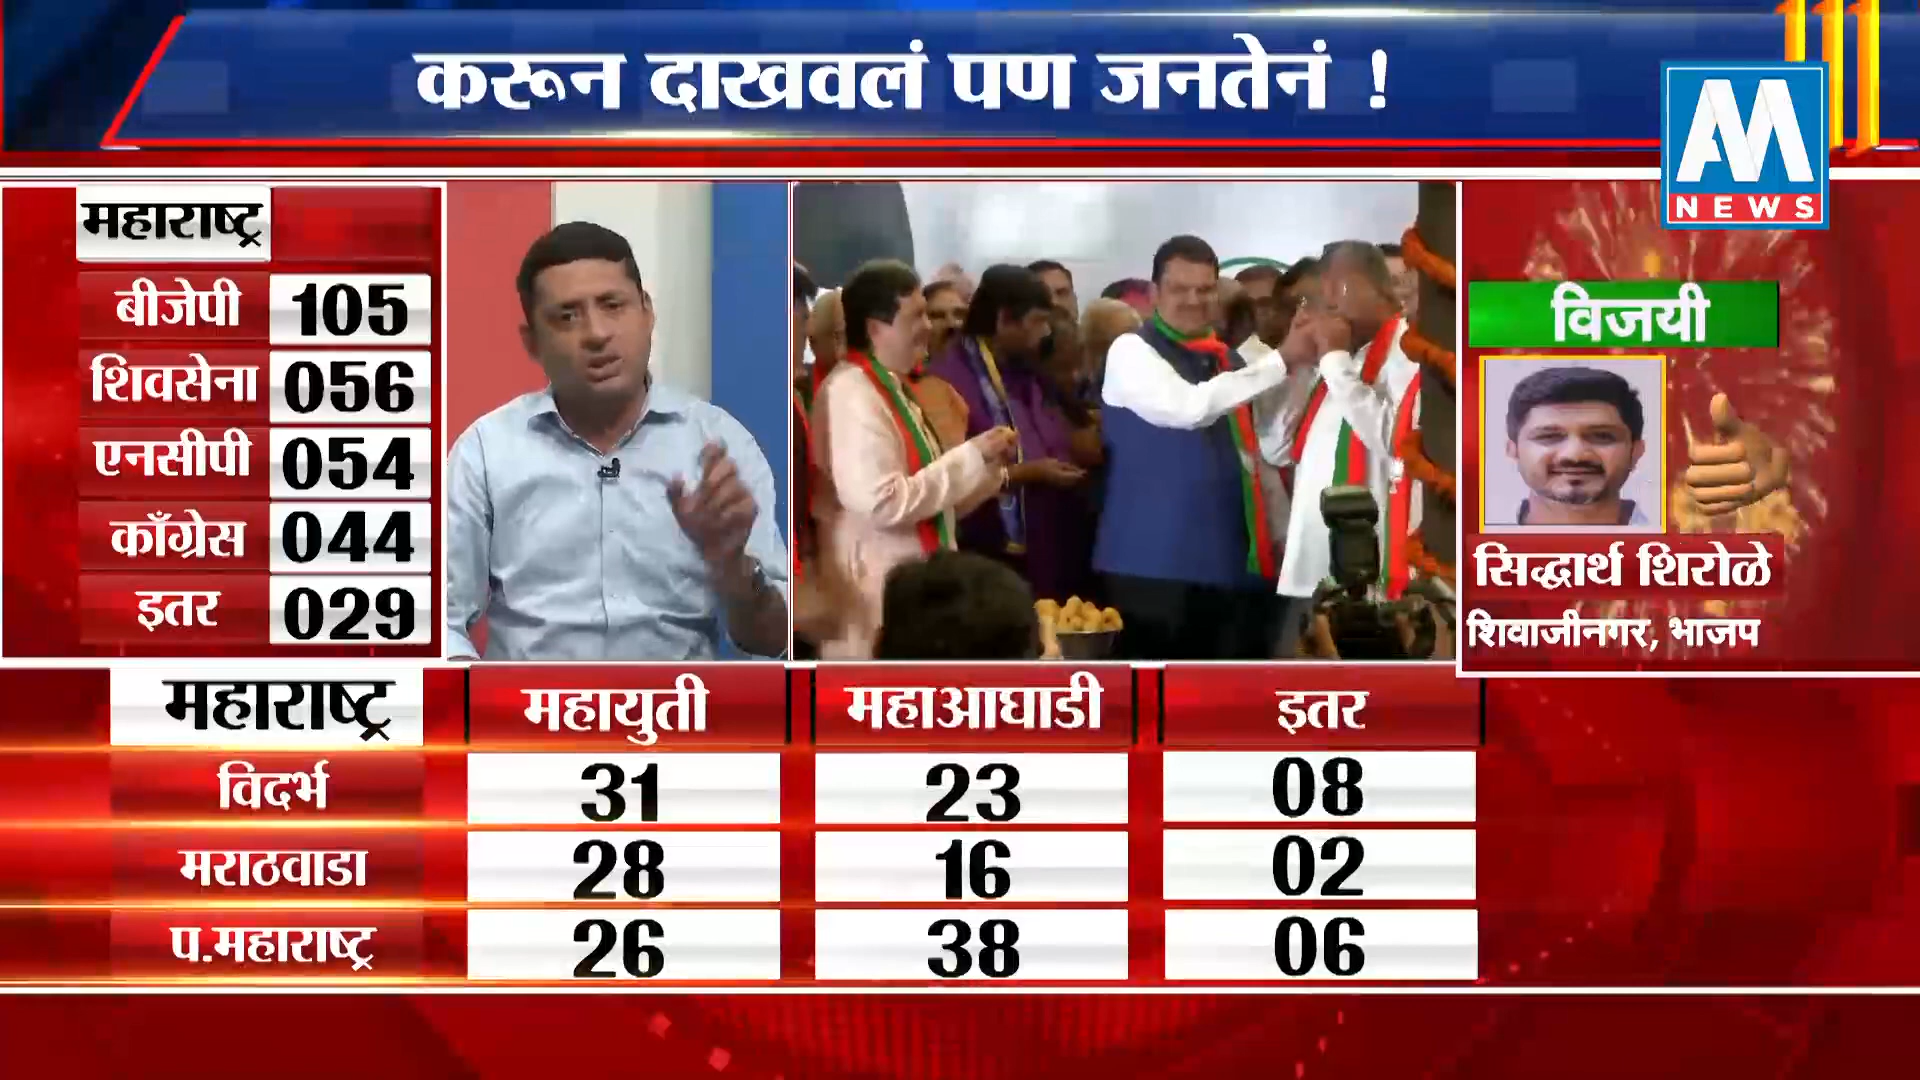 करून दाखवलं पण जनतेनं !
AM
NEWS
महाराष्ट्र
बीजेपी 105
शिवसेना 056
एनसीपी 054
काँग्रेस 044
इतर 029
विजयी
सिद्धार्थ शिरोळे
शिवाजीनगर, भाजप
महाराष्ट्र महायुती महाआघाडी इतर
विदर्भ 31 23 08
मराठवाडा 28 16 02
प.महाराष्ट्र 26 38 06